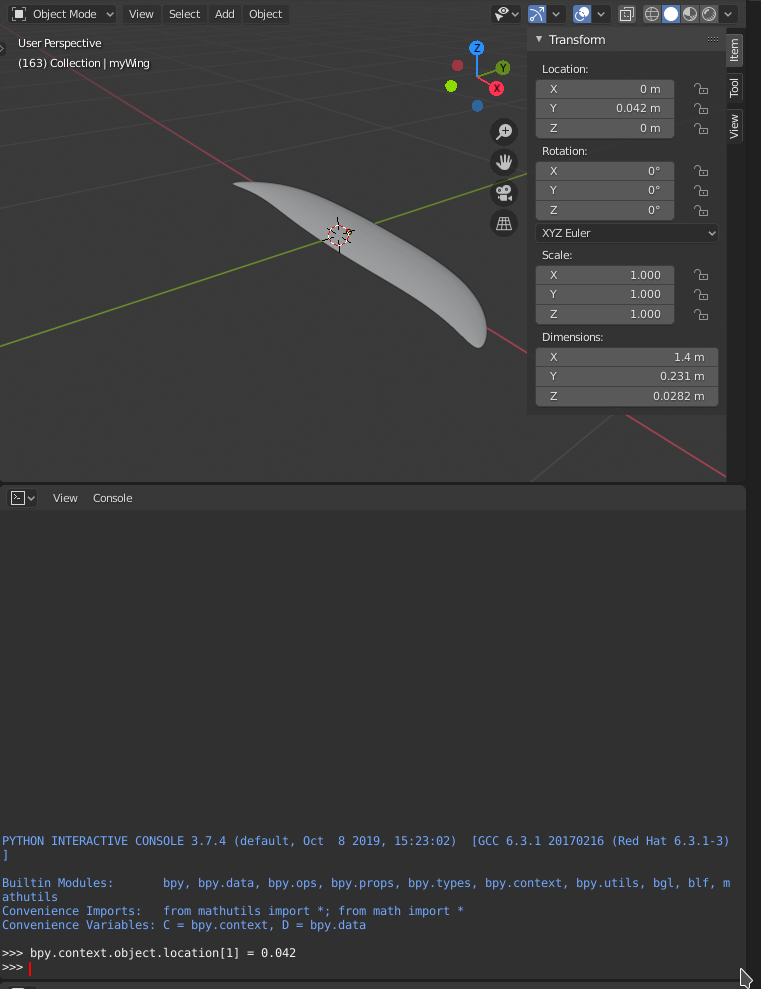 Object Mode View Select Add Object
User Perspective
(163) Collection | myWing
Z
Y
X
Transform
Item
Tool
View
Location:
X 0 m
Y 0.042 m
Z 0 m
Rotation:
X 0°
Y 0°
Z 0°
XYZ Euler
Scale:
X 1.000
Y 1.000
Z 1.000
Dimensions:
X 1.4 m
Y 0.231 m
Z 0.0282 m
View Console
PYTHON INTERACTIVE CONSOLE 3.7.4 (default, Oct  8 2019, 15:23:02)  [GCC 6.3.1 20170216 (Red Hat 6.3.1-3)
]
Builtin Modules:       bpy, bpy.data, bpy.ops, bpy.props, bpy.types, bpy.context, bpy.utils, bgl, blf, m
athutils
Convenience Imports:   from mathutils import *; from math import *
Convenience Variables: C = bpy.context, D = bpy.data
>>> bpy.context.object.location[1] = 0.042
>>>